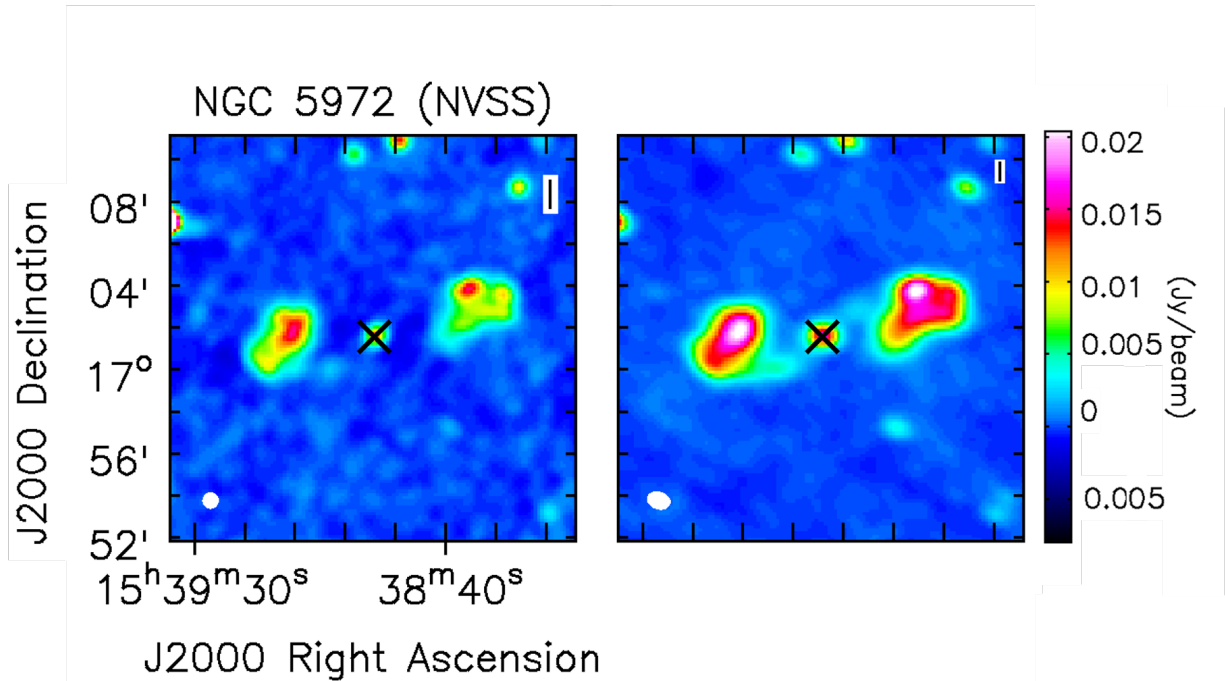 NGC 5972 (NVSS)
08'
04'
17°
56'
52'
15ʰ39ᵐ30ˢ 38ᵐ40ˢ
J2000 Right Ascension
J2000 Declination
0.02
0.015
0.01
0.005
0
0.005
(Jy/beam)